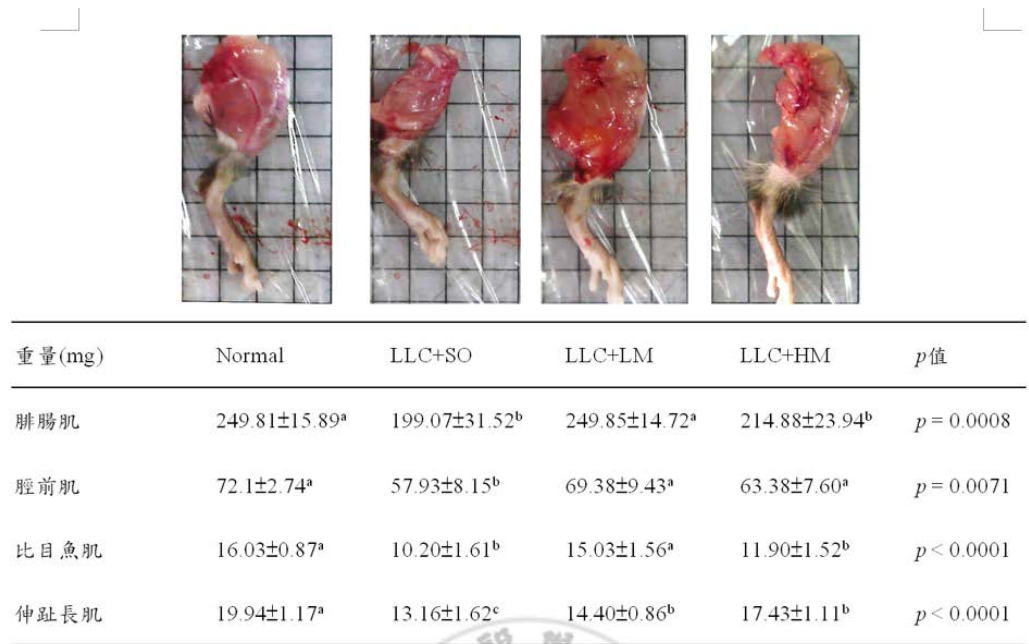 重量(mg) Normal LLC+SO LLC+LM LLC+HM p值
腓腸肌 249.81±15.89ᵃ 199.07±31.52ᵇ 249.85±14.72ᵃ 214.88±23.94ᵇ p = 0.0008
脛前肌 72.1±2.74ᵃ 57.93±8.15ᵇ 69.38±9.43ᵃ 63.38±7.60ᵃ p = 0.0071
比目魚肌 16.03±0.87ᵃ 10.20±1.61ᵇ 15.03±1.56ᵃ 11.90±1.52ᵇ p < 0.0001
伸趾長肌 19.94±1.17ᵃ 13.16±1.62ᶜ 14.40±0.86ᵇ 17.43±1.11ᵇ p < 0.0001